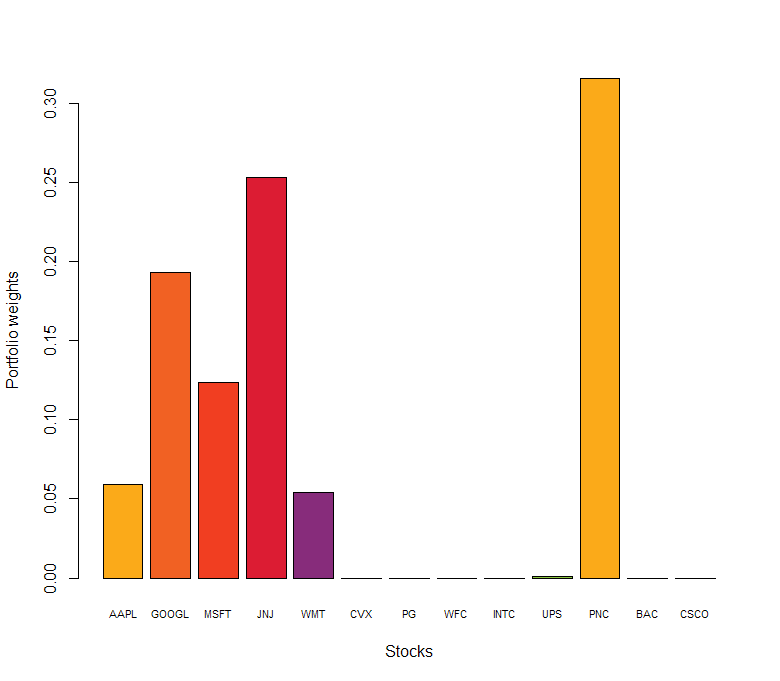 Portfolio weights
0.30
0.25
0.20
0.15
0.10
0.05
0.00
AAPL GOOGL MSFT JNJ WMT CVX PG WFC INTC UPS PNC BAC CSCO
Stocks